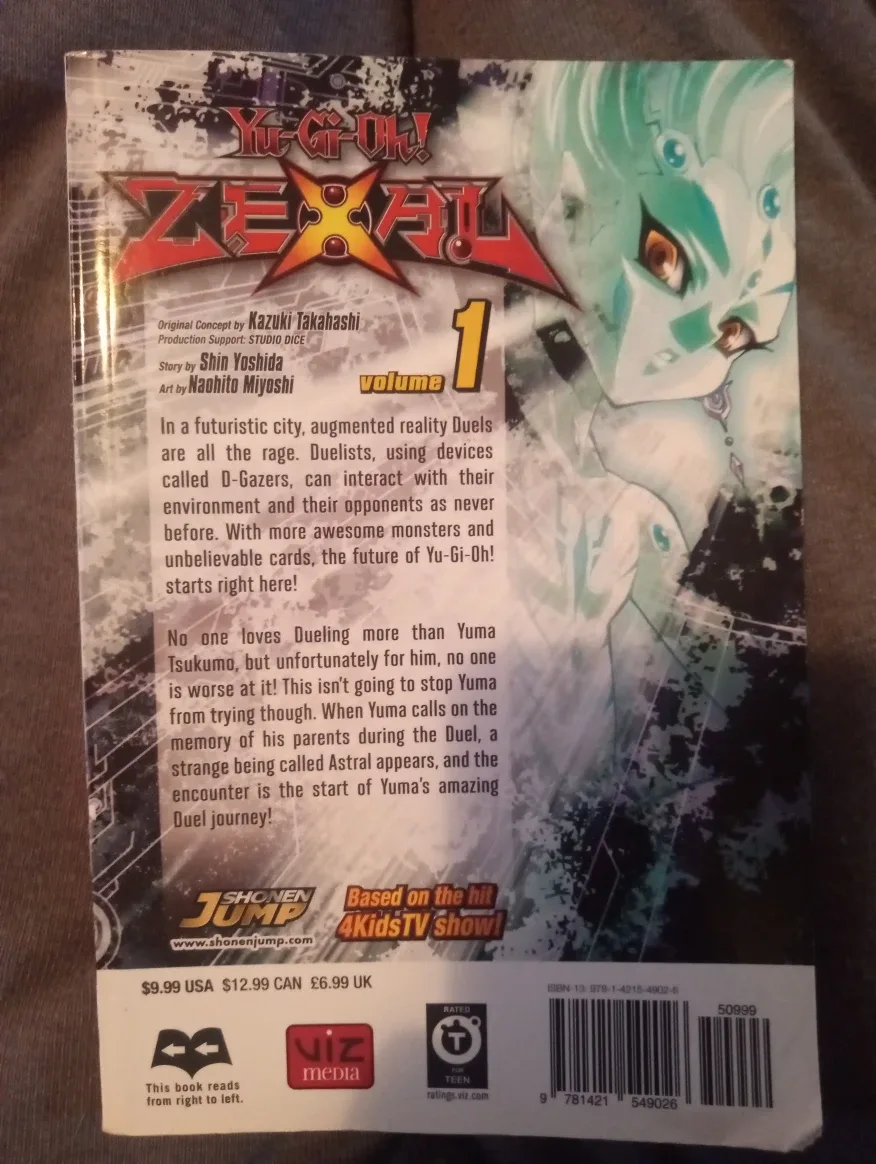 Yu-Gi-Oh!
ZEXAL
Original Concept by Kazuki Takahashi
Production Support: STUDIO DICE
Story by Shin Yoshida
Art by Naohito Miyoshi
volume 1
In a futuristic city, augmented reality Duels
are all the rage. Duelists, using devices
called D-Gazers, can interact with their
environment and their opponents as never
before. With more awesome monsters and
unbelievable cards, the future of Yu-Gi-Oh!
starts right here!
No one loves Dueling more than Yuma
Tsukumo, but unfortunately for him, no one
is worse at it! This isn't going to stop Yuma
from trying though. When Yuma calls on the
memory of his parents during the Duel, a
strange being called Astral appears, and the
encounter is the start of Yuma's amazing
Duel journey!
SHONEN
JUMP
www.shonenjump.com
Based on the hit
4KidsTV show!
$9.99 USA $12.99 CAN £6.99 UK
This book reads
from right to left.
VIZ
MEDIA
RATED
T
FOR
TEEN
ratings.viz.com
ISBN-13: 978-1-4215-4902-6
50999
9 781421 549026